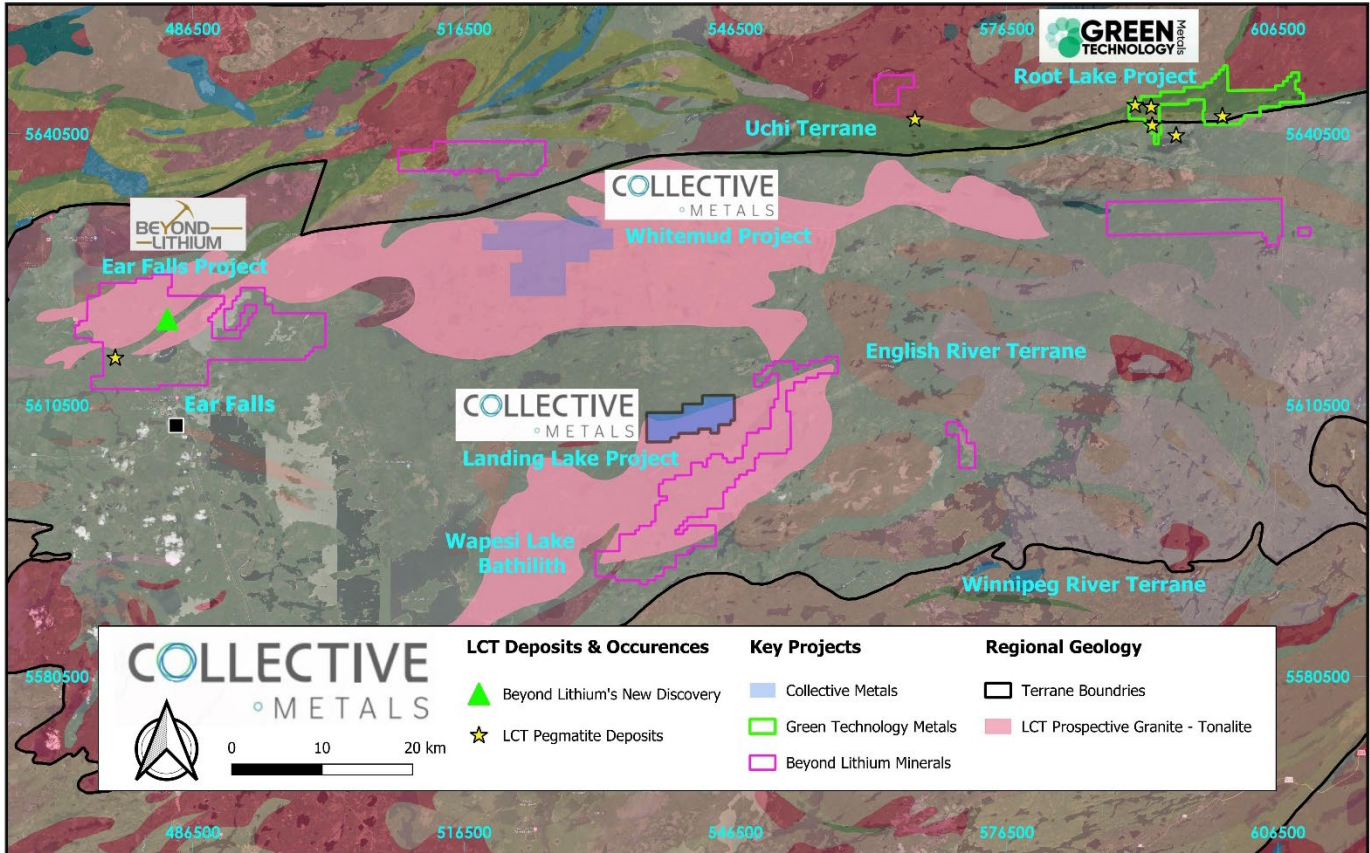 486500
516500
546500
576500
606500
GREEN
TECHNOLOGY
Metals
Root Lake Project
5640500
Uchi Terrane
5640500
COLLECTIVE
METALS
Whitemud Project
BEYOND
LITHIUM
Ear Falls Project
English River Terrane
5610500
Ear Falls
COLLECTIVE
METALS
Landing Lake Project
5610500
Wapesi Lake
Bathilith
Winnipeg River Terrane
COLLECTIVE
METALS
0 10 20 km
LCT Deposits & Occurences
Beyond Lithium's New Discovery
LCT Pegmatite Deposits
Key Projects
Collective Metals
Green Technology Metals
Beyond Lithium Minerals
Regional Geology
Terrane Boundries
LCT Prospective Granite - Tonalite
5580500
5580500
486500
516500
546500
576500
606500